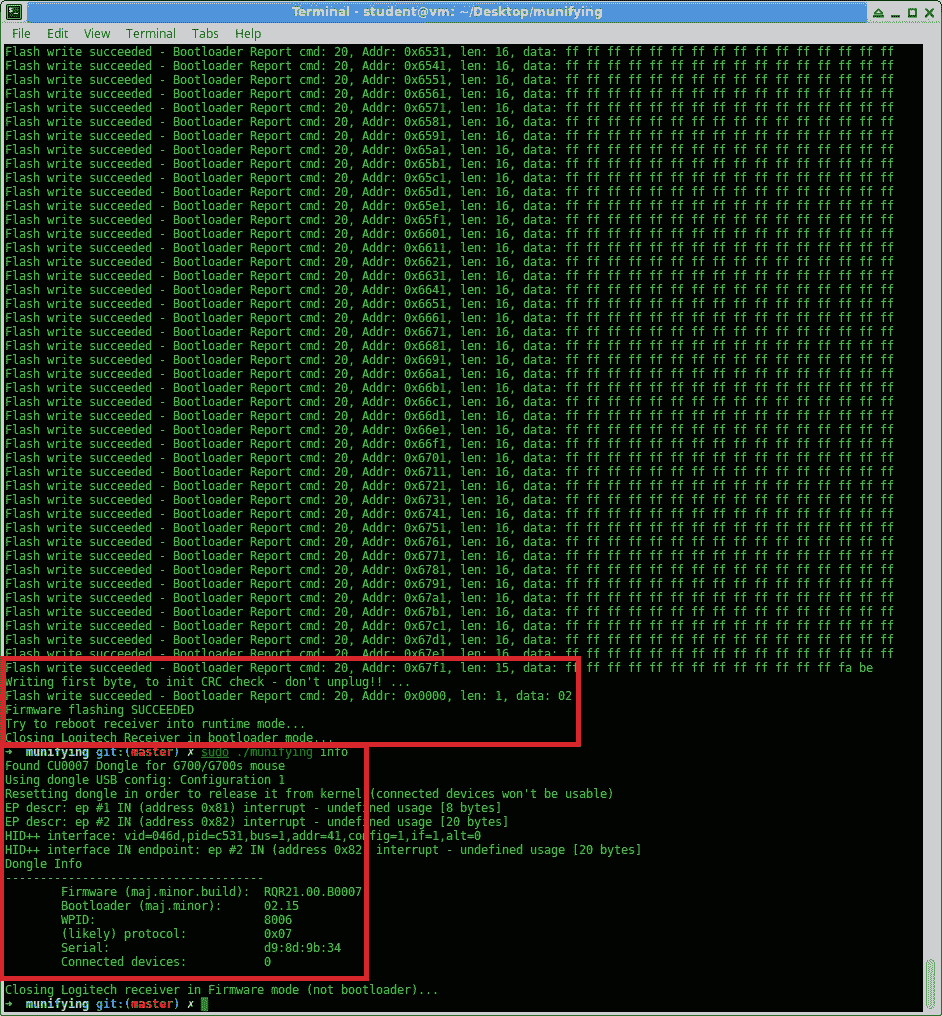 Terminal - student@vm: ~/Desktop/munifying
File Edit View Terminal Tabs Help
Flash write succeeded - Bootloader Report cmd: 20, Addr: 0x6531, len: 16, data: ff ff ff ff ff ff ff ff ff ff ff ff ff ff ff ff
Flash write succeeded - Bootloader Report cmd: 20, Addr: 0x6541, len: 16, data: ff ff ff ff ff ff ff ff ff ff ff ff ff ff ff ff
Flash write succeeded - Bootloader Report cmd: 20, Addr: 0x6551, len: 16, data: ff ff ff ff ff ff ff ff ff ff ff ff ff ff ff ff
Flash write succeeded - Bootloader Report cmd: 20, Addr: 0x6561, len: 16, data: ff ff ff ff ff ff ff ff ff ff ff ff ff ff ff ff
Flash write succeeded - Bootloader Report cmd: 20, Addr: 0x6571, len: 16, data: ff ff ff ff ff ff ff ff ff ff ff ff ff ff ff ff
Flash write succeeded - Bootloader Report cmd: 20, Addr: 0x6581, len: 16, data: ff ff ff ff ff ff ff ff ff ff ff ff ff ff ff ff
Flash write succeeded - Bootloader Report cmd: 20, Addr: 0x6591, len: 16, data: ff ff ff ff ff ff ff ff ff ff ff ff ff ff ff ff
Flash write succeeded - Bootloader Report cmd: 20, Addr: 0x65a1, len: 16, data: ff ff ff ff ff ff ff ff ff ff ff ff ff ff ff ff
Flash write succeeded - Bootloader Report cmd: 20, Addr: 0x65b1, len: 16, data: ff ff ff ff ff ff ff ff ff ff ff ff ff ff ff ff
Flash write succeeded - Bootloader Report cmd: 20, Addr: 0x65c1, len: 16, data: ff ff ff ff ff ff ff ff ff ff ff ff ff ff ff ff
Flash write succeeded - Bootloader Report cmd: 20, Addr: 0x65d1, len: 16, data: ff ff ff ff ff ff ff ff ff ff ff ff ff ff ff ff
Flash write succeeded - Bootloader Report cmd: 20, Addr: 0x65e1, len: 16, data: ff ff ff ff ff ff ff ff ff ff ff ff ff ff ff ff
Flash write succeeded - Bootloader Report cmd: 20, Addr: 0x65f1, len: 16, data: ff ff ff ff ff ff ff ff ff ff ff ff ff ff ff ff
Flash write succeeded - Bootloader Report cmd: 20, Addr: 0x6601, len: 16, data: ff ff ff ff ff ff ff ff ff ff ff ff ff ff ff ff
Flash write succeeded - Bootloader Report cmd: 20, Addr: 0x6611, len: 16, data: ff ff ff ff ff ff ff ff ff ff ff ff ff ff ff ff
Flash write succeeded - Bootloader Report cmd: 20, Addr: 0x6621, len: 16, data: ff ff ff ff ff ff ff ff ff ff ff ff ff ff ff ff
Flash write succeeded - Bootloader Report cmd: 20, Addr: 0x6631, len: 16, data: ff ff ff ff ff ff ff ff ff ff ff ff ff ff ff ff
Flash write succeeded - Bootloader Report cmd: 20, Addr: 0x6641, len: 16, data: ff ff ff ff ff ff ff ff ff ff ff ff ff ff ff ff
Flash write succeeded - Bootloader Report cmd: 20, Addr: 0x6651, len: 16, data: ff ff ff ff ff ff ff ff ff ff ff ff ff ff ff ff
Flash write succeeded - Bootloader Report cmd: 20, Addr: 0x6661, len: 16, data: ff ff ff ff ff ff ff ff ff ff ff ff ff ff ff ff
Flash write succeeded - Bootloader Report cmd: 20, Addr: 0x6671, len: 16, data: ff ff ff ff ff ff ff ff ff ff ff ff ff ff ff ff
Flash write succeeded - Bootloader Report cmd: 20, Addr: 0x6681, len: 16, data: ff ff ff ff ff ff ff ff ff ff ff ff ff ff ff ff
Flash write succeeded - Bootloader Report cmd: 20, Addr: 0x6691, len: 16, data: ff ff ff ff ff ff ff ff ff ff ff ff ff ff ff ff
Flash write succeeded - Bootloader Report cmd: 20, Addr: 0x66a1, len: 16, data: ff ff ff ff ff ff ff ff ff ff ff ff ff ff ff ff
Flash write succeeded - Bootloader Report cmd: 20, Addr: 0x66b1, len: 16, data: ff ff ff ff ff ff ff ff ff ff ff ff ff ff ff ff
Flash write succeeded - Bootloader Report cmd: 20, Addr: 0x66c1, len: 16, data: ff ff ff ff ff ff ff ff ff ff ff ff ff ff ff ff
Flash write succeeded - Bootloader Report cmd: 20, Addr: 0x66d1, len: 16, data: ff ff ff ff ff ff ff ff ff ff ff ff ff ff ff ff
Flash write succeeded - Bootloader Report cmd: 20, Addr: 0x66e1, len: 16, data: ff ff ff ff ff ff ff ff ff ff ff ff ff ff ff ff
Flash write succeeded - Bootloader Report cmd: 20, Addr: 0x66f1, len: 16, data: ff ff ff ff ff ff ff ff ff ff ff ff ff ff ff ff
Flash write succeeded - Bootloader Report cmd: 20, Addr: 0x6701, len: 16, data: ff ff ff ff ff ff ff ff ff ff ff ff ff ff ff ff
Flash write succeeded - Bootloader Report cmd: 20, Addr: 0x6711, len: 16, data: ff ff ff ff ff ff ff ff ff ff ff ff ff ff ff ff
Flash write succeeded - Bootloader Report cmd: 20, Addr: 0x6721, len: 16, data: ff ff ff ff ff ff ff ff ff ff ff ff ff ff ff ff
Flash write succeeded - Bootloader Report cmd: 20, Addr: 0x6731, len: 16, data: ff ff ff ff ff ff ff ff ff ff ff ff ff ff ff ff
Flash write succeeded - Bootloader Report cmd: 20, Addr: 0x6741, len: 16, data: ff ff ff ff ff ff ff ff ff ff ff ff ff ff ff ff
Flash write succeeded - Bootloader Report cmd: 20, Addr: 0x6751, len: 16, data: ff ff ff ff ff ff ff ff ff ff ff ff ff ff ff ff
Flash write succeeded - Bootloader Report cmd: 20, Addr: 0x6761, len: 16, data: ff ff ff ff ff ff ff ff ff ff ff ff ff ff ff ff
Flash write succeeded - Bootloader Report cmd: 20, Addr: 0x6771, len: 16, data: ff ff ff ff ff ff ff ff ff ff ff ff ff ff ff ff
Flash write succeeded - Bootloader Report cmd: 20, Addr: 0x6781, len: 16, data: ff ff ff ff ff ff ff ff ff ff ff ff ff ff ff ff
Flash write succeeded - Bootloader Report cmd: 20, Addr: 0x6791, len: 16, data: ff ff ff ff ff ff ff ff ff ff ff ff ff ff ff ff
Flash write succeeded - Bootloader Report cmd: 20, Addr: 0x67a1, len: 16, data: ff ff ff ff ff ff ff ff ff ff ff ff ff ff ff ff
Flash write succeeded - Bootloader Report cmd: 20, Addr: 0x67b1, len: 16, data: ff ff ff ff ff ff ff ff ff ff ff ff ff ff ff ff
Flash write succeeded - Bootloader Report cmd: 20, Addr: 0x67c1, len: 16, data: ff ff ff ff ff ff ff ff ff ff ff ff ff ff ff ff
Flash write succeeded - Bootloader Report cmd: 20, Addr: 0x67d1, len: 16, data: ff ff ff ff ff ff ff ff ff ff ff ff ff ff ff ff
Flash write succeeded - Bootloader Report cmd: 20, Addr: 0x67e1, len: 16, data: ff ff ff ff ff ff ff ff ff ff ff ff ff ff ff ff
Flash write succeeded - Bootloader Report cmd: 20, Addr: 0x67f1, len: 15, data: ff ff ff ff ff ff ff ff ff ff ff ff ff fa be
Writing first byte, to init CRC check - don't unplug!! ...
Flash write succeeded - Bootloader Report cmd: 20, Addr: 0x0000, len: 1, data: 02
Firmware flashing SUCCEEDED
Try to reboot receiver into runtime mode...
Closing Logitech Receiver in bootloader mode...
➜ munifying git:(master) ✗ sudo ./munifying info
Found CU0007 Dongle for G700/G700s mouse
Using dongle USB config: Configuration 1
Resetting dongle in order to release it from kernel (connected devices won't be usable)
EP descr: ep #1 IN (address 0x81) interrupt - undefined usage [8 bytes]
EP descr: ep #2 IN (address 0x82) interrupt - undefined usage [20 bytes]
HID++ interface: vid=046d,pid=c531,bus=1,addr=41,config=1,if=1,alt=0
HID++ interface IN endpoint: ep #2 IN (address 0x82) interrupt - undefined usage [20 bytes]
Dongle Info
-------------------------------------
Firmware (maj.minor.build): RQR21.00.B0007
Bootloader (maj.minor): 02.15
WPID: 8006
(likely) protocol: 0x07
Serial: d9:8d:9b:34
Connected devices: 0
Closing Logitech receiver in Firmware mode (not bootloader)...
➜ munifying git:(master) ✗